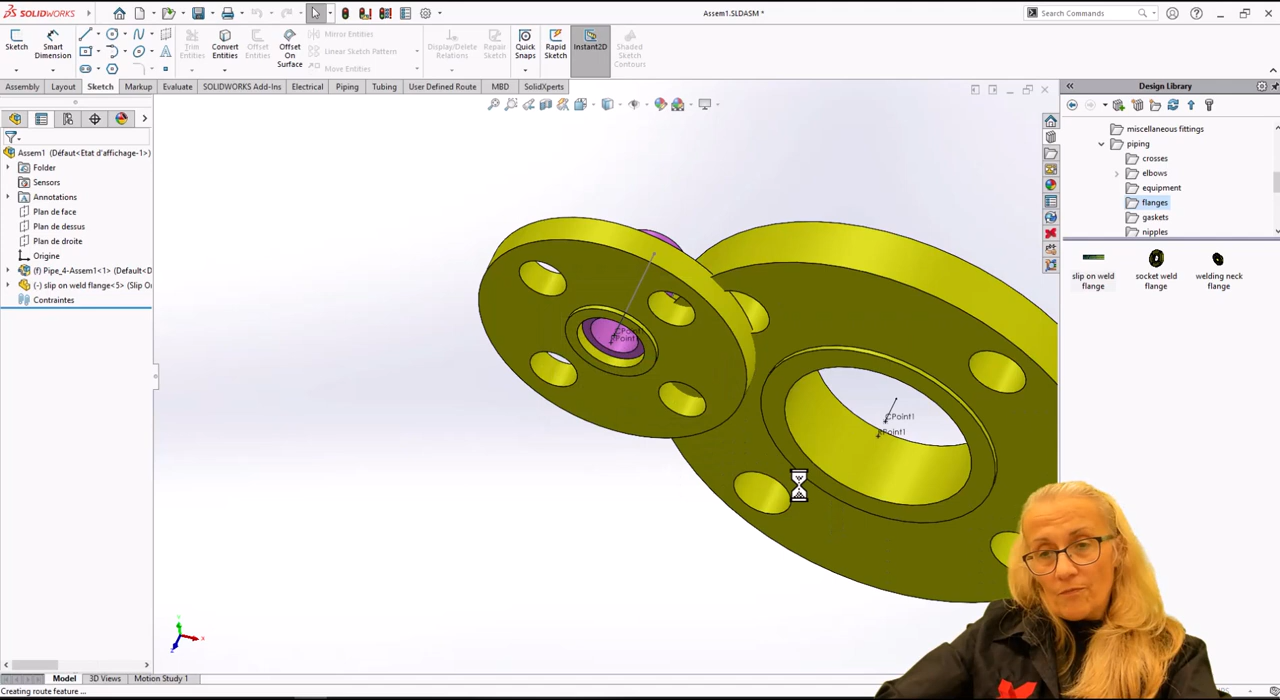 SOLIDWORKS
Assem1.SLDASM *
Search Commands
Sketch
Smart Dimension
Trim Entities
Convert Entities
Offset Entities
Offset On Surface
Mirror Entities
Linear Sketch Pattern
Move Entities
Display/Delete Relations
Repair Sketch
Quick Snaps
Rapid Sketch
Instant2D
Shaded Sketch Contours
Assembly
Layout
Sketch
Markup
Evaluate
SOLIDWORKS Add-Ins
Electrical
Piping
Tubing
User Defined Route
MBD
SolidXperts
Design Library
Assem1 (Défaut<Etat d'affichage-1>)
Folder
Sensors
Annotations
Plan de face
Plan de dessus
Plan de droite
Origine
(f) Pipe_4-Assem1<1> (Default<D
(-) slip on weld flange<5> (Slip O
Contraintes
CPoint1
RPoint1
CPoint1
RPoint1
miscellaneous fittings
piping
crosses
elbows
equipment
flanges
gaskets
nipples
slip on weld flange
socket weld flange
welding neck flange
Model
3D Views
Motion Study 1
Creating route feature ...